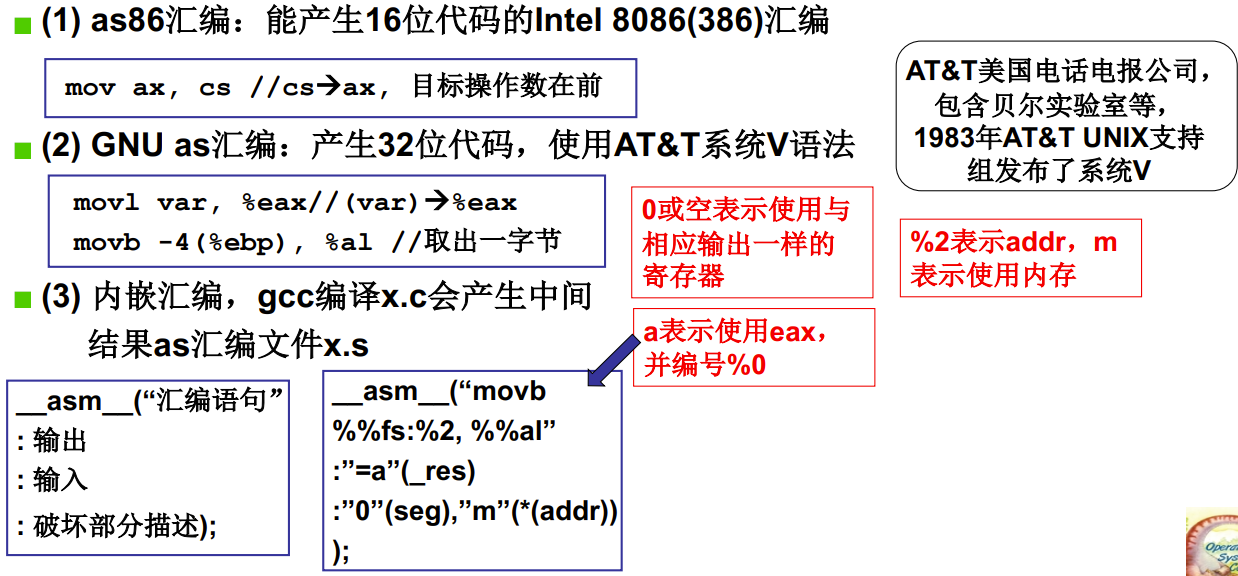 (1) as86汇编：能产生16位代码的Intel 8086(386)汇编
mov ax, cs //cs→ax, 目标操作数在前
AT&T美国电话电报公司，
包含贝尔实验室等，
1983年AT&T UNIX支持
组发布了系统V
(2) GNU as汇编：产生32位代码，使用AT&T系统V语法
movl var, %eax//(var)→%eax
movb -4(%ebp), %al //取出一字节
0或空表示使用与
相应输出一样的
寄存器
%2表示addr，m
表示使用内存
(3) 内嵌汇编，gcc编译x.c会产生中间
结果as汇编文件x.s
a表示使用eax，
并编号%0
__asm__(“汇编语句”
: 输出
: 输入
: 破坏部分描述);
__asm__(“movb
%%fs:%2, %%al”
:”=a”(_res)
:”0”(seg),”m”(*(addr))
);